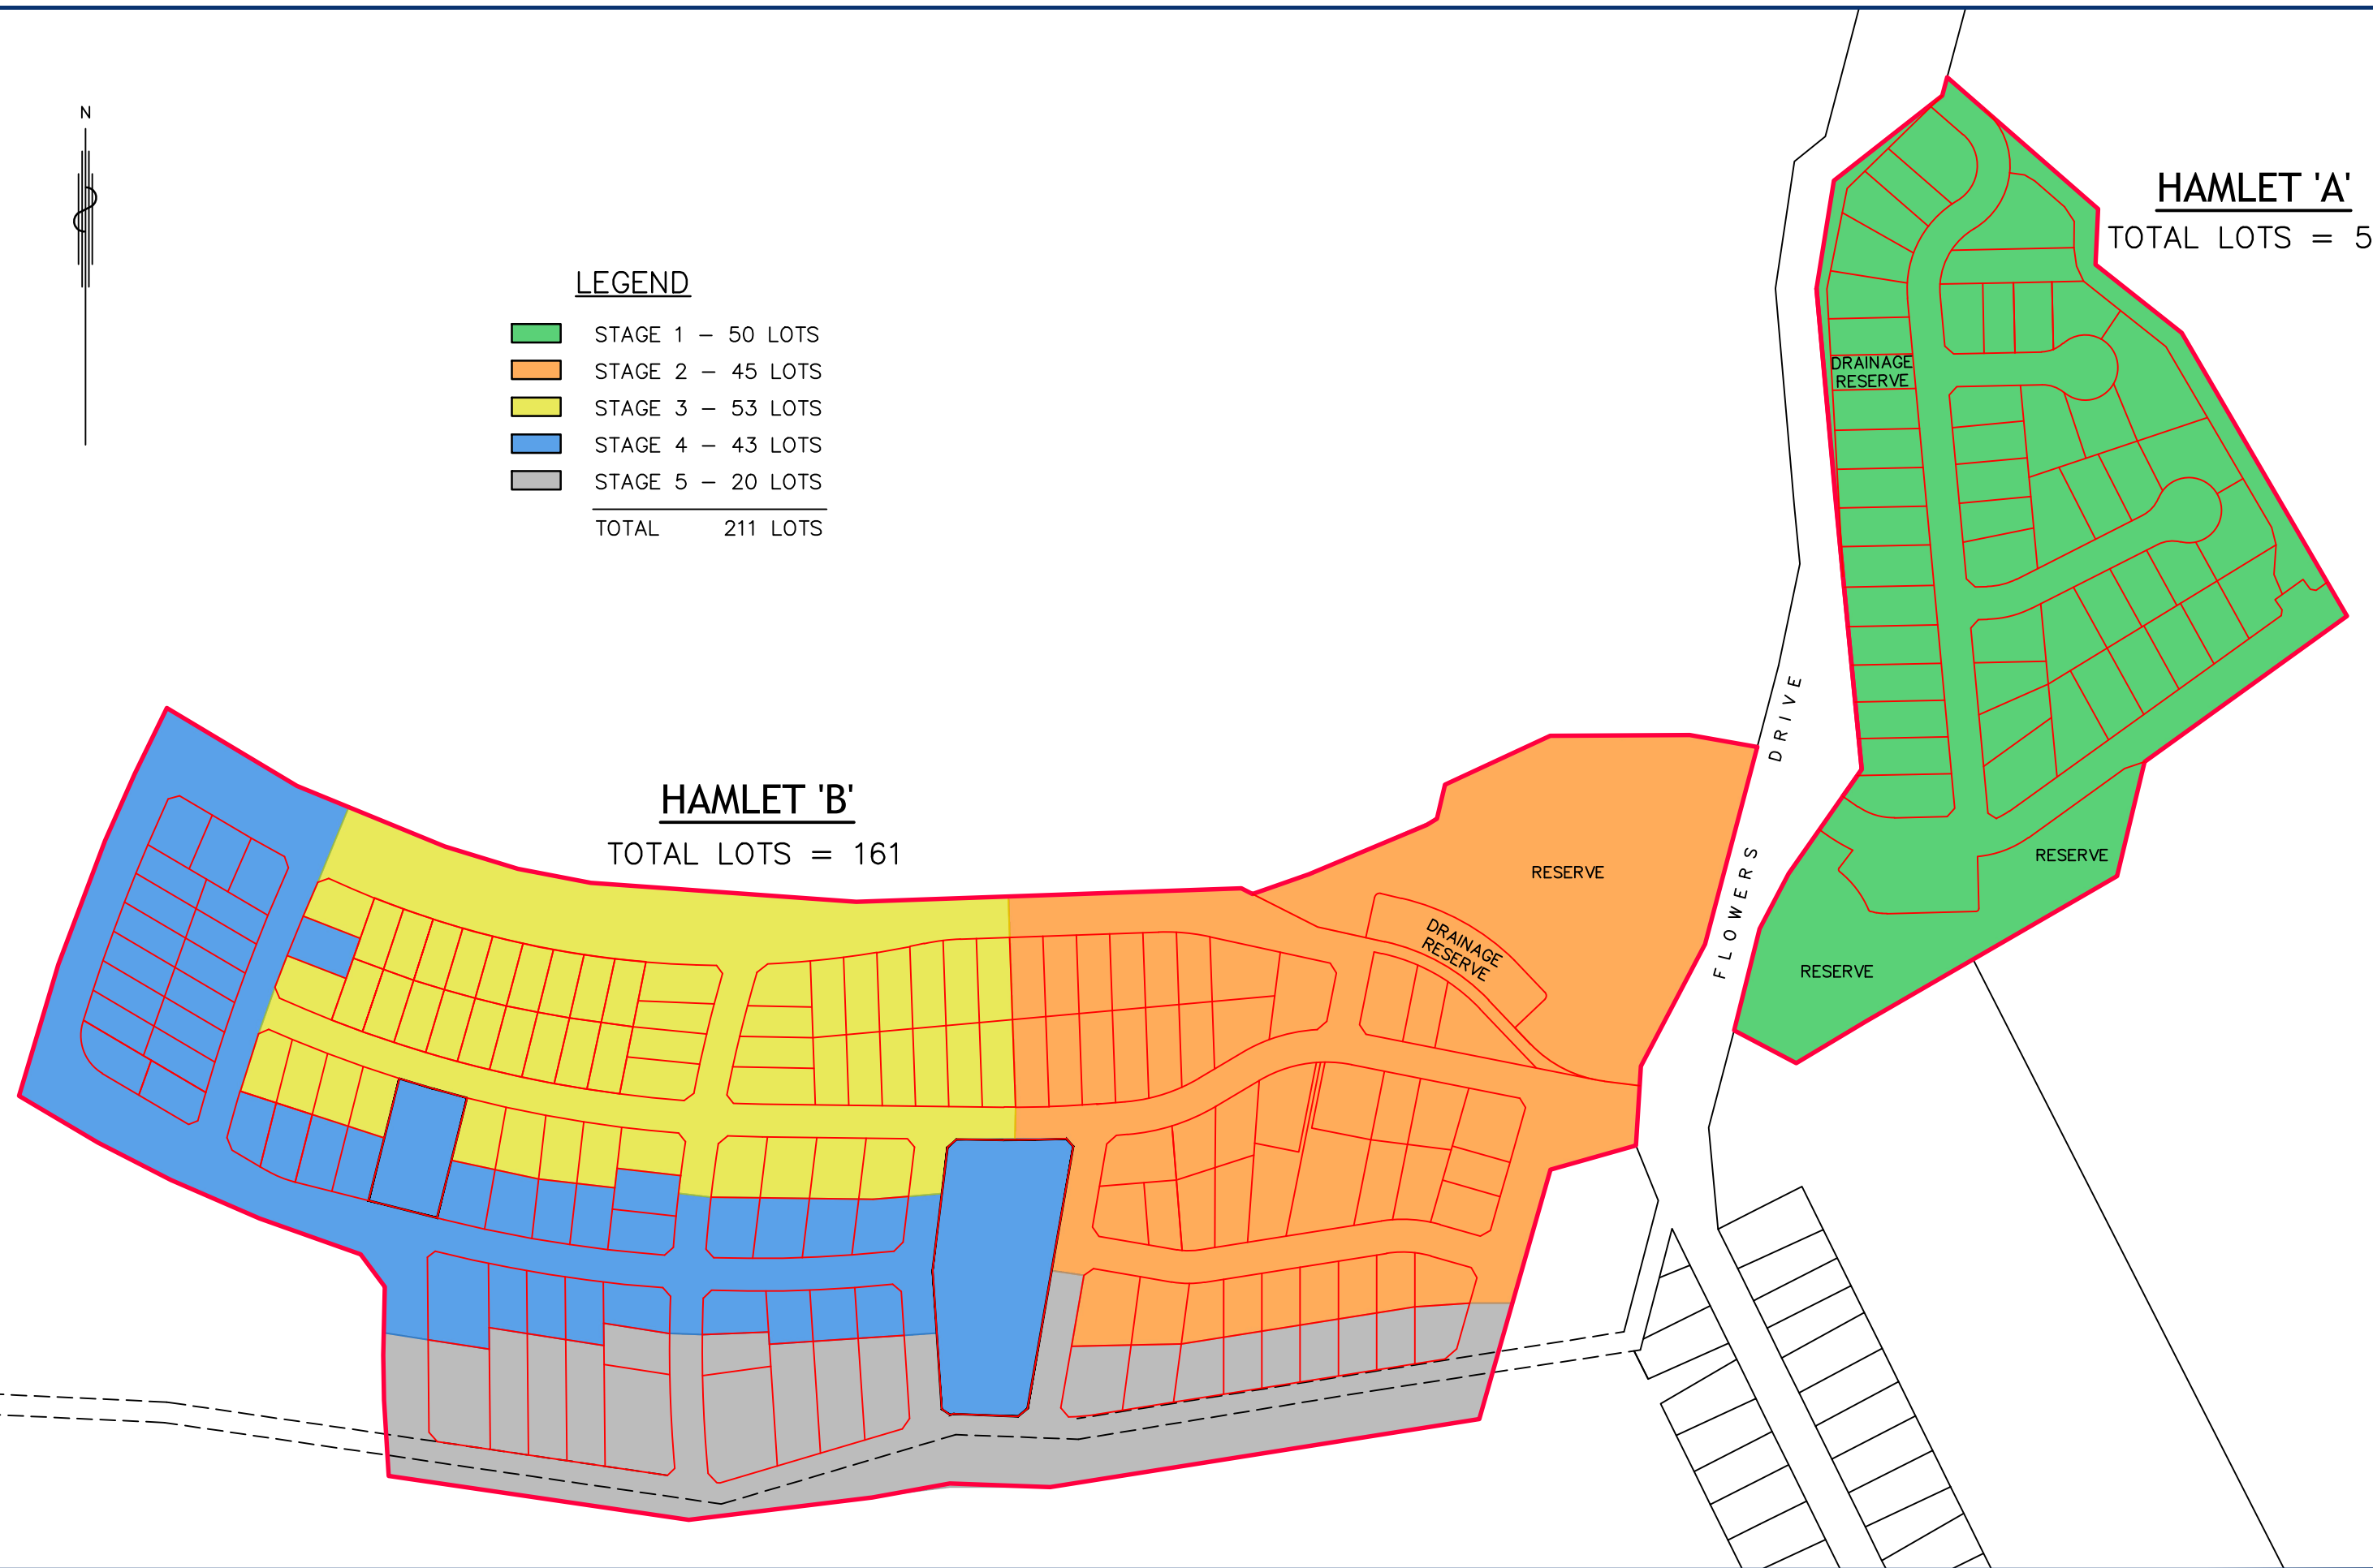 N
HAMLET 'A'
TOTAL LOTS = 5
LEGEND
STAGE 1 - 50 LOTS
STAGE 2 - 45 LOTS
STAGE 3 - 53 LOTS
STAGE 4 - 43 LOTS
STAGE 5 - 20 LOTS
TOTAL 211 LOTS
DRAINAGE
RESERVE
HAMLET 'B'
TOTAL LOTS = 161
RESERVE
DRAINAGE
RESERVE
FLOWERS DRIVE
RESERVE
RESERVE